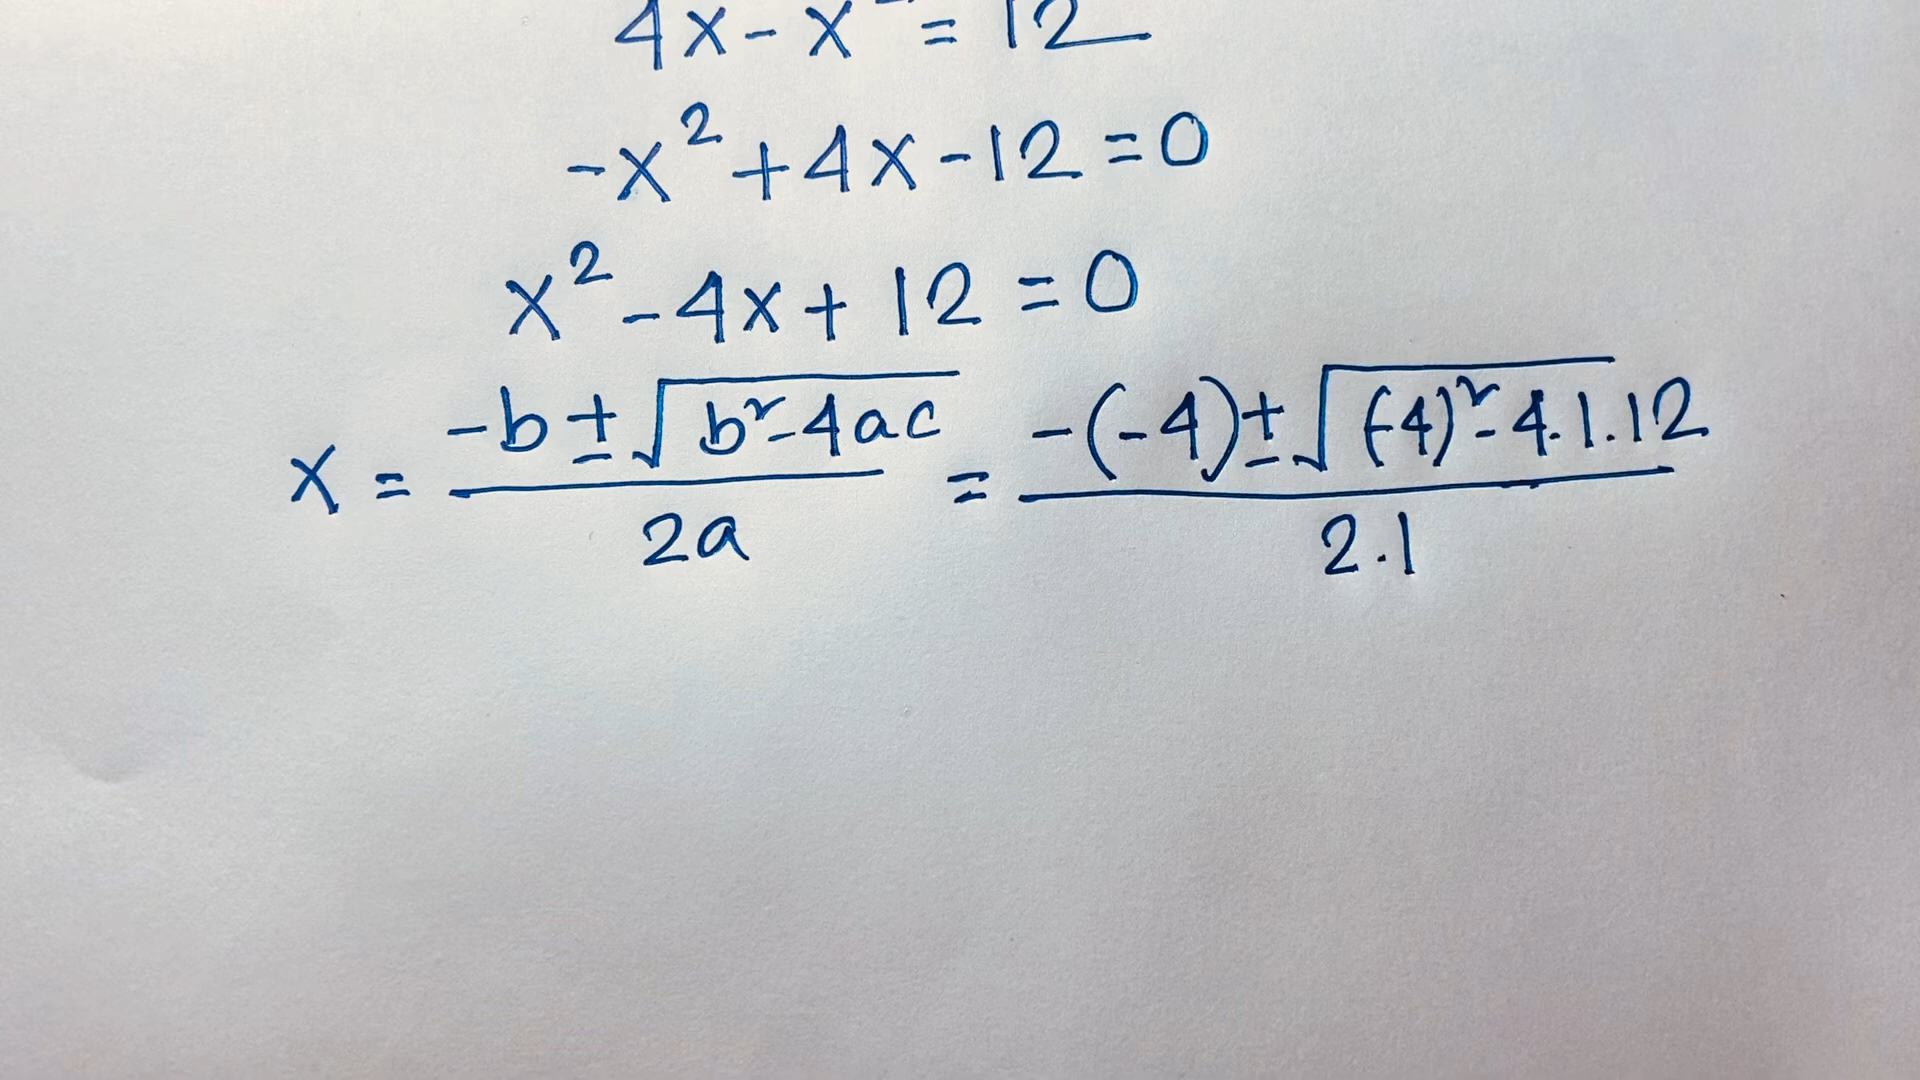 4x - x² = 12
-x² + 4x - 12 = 0
x² - 4x + 12 = 0
x = (-b ± √(b² - 4ac)) / 2a = (-(-4) ± √((-4)² - 4.1.12)) / 2.1